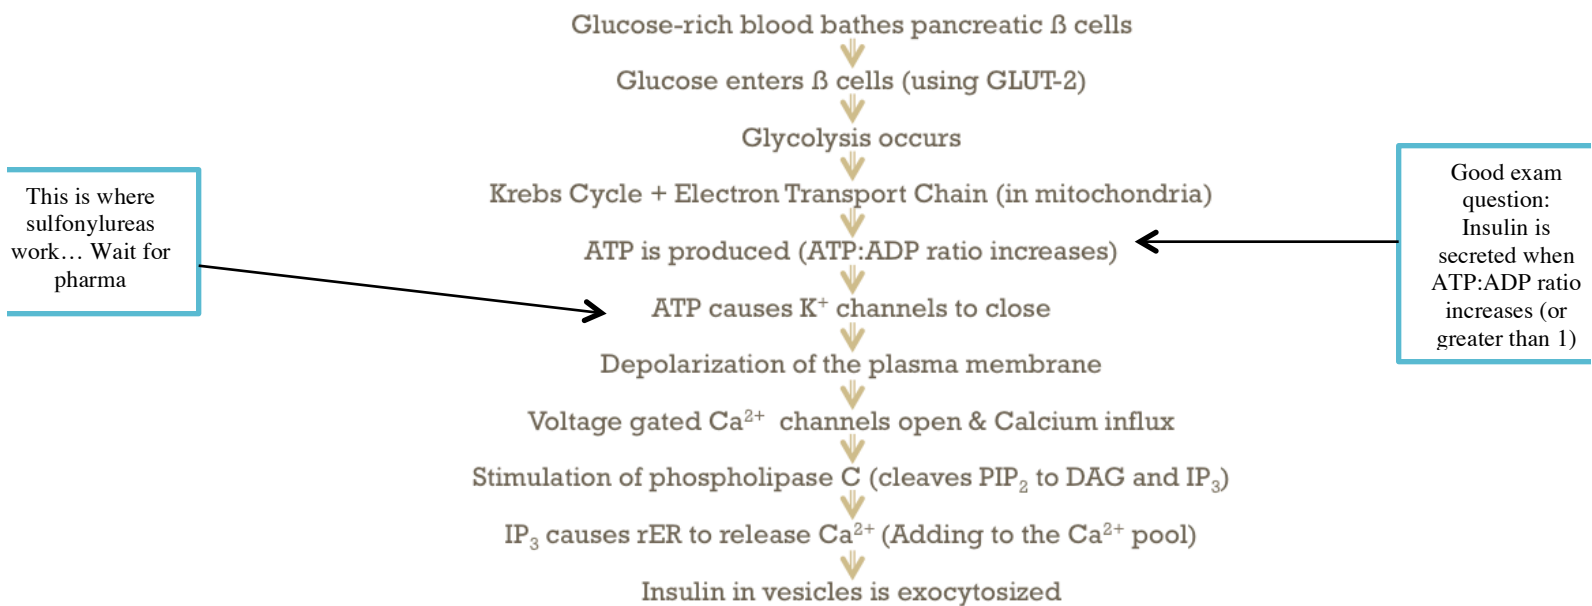 Glucose-rich blood bathes pancreatic ß cells
Glucose enters ß cells (using GLUT-2)
Glycolysis occurs
Krebs Cycle + Electron Transport Chain (in mitochondria)
ATP is produced (ATP:ADP ratio increases)
ATP causes K⁺ channels to close
Depolarization of the plasma membrane
Voltage gated Ca²⁺ channels open & Calcium influx
Stimulation of phospholipase C (cleaves PIP₂ to DAG and IP₃)
IP₃ causes rER to release Ca²⁺ (Adding to the Ca²⁺ pool)
Insulin in vesicles is exocytosized
This is where
sulfonylureas
work… Wait for
pharma
Good exam
question:
Insulin is
secreted when
ATP:ADP ratio
increases (or
greater than 1)